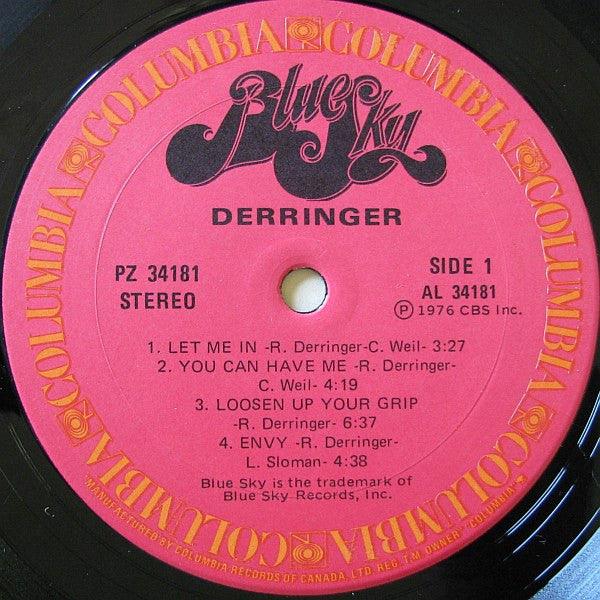 COLUMBIA COLUMBIA COLUMBIA COLUMBIA COLUMBIA COLUMBIA
Blue Sky
DERRINGER
PZ 34181
STEREO
SIDE 1
AL 34181
Ⓟ 1976 CBS Inc.
1. LET ME IN -R. Derringer-C. Weil- 3:27
2. YOU CAN HAVE ME -R. Derringer-
C. Weil- 4:19
3. LOOSEN UP YOUR GRIP
-R. Derringer- 6:37
4. ENVY -R. Derringer-
L. Sloman- 4:38
Blue Sky is the trademark of
Blue Sky Records, Inc.
MANUFACTURED BY COLUMBIA RECORDS OF CANADA, LTD. REG. T.M. OWNER "COLUMBIA"